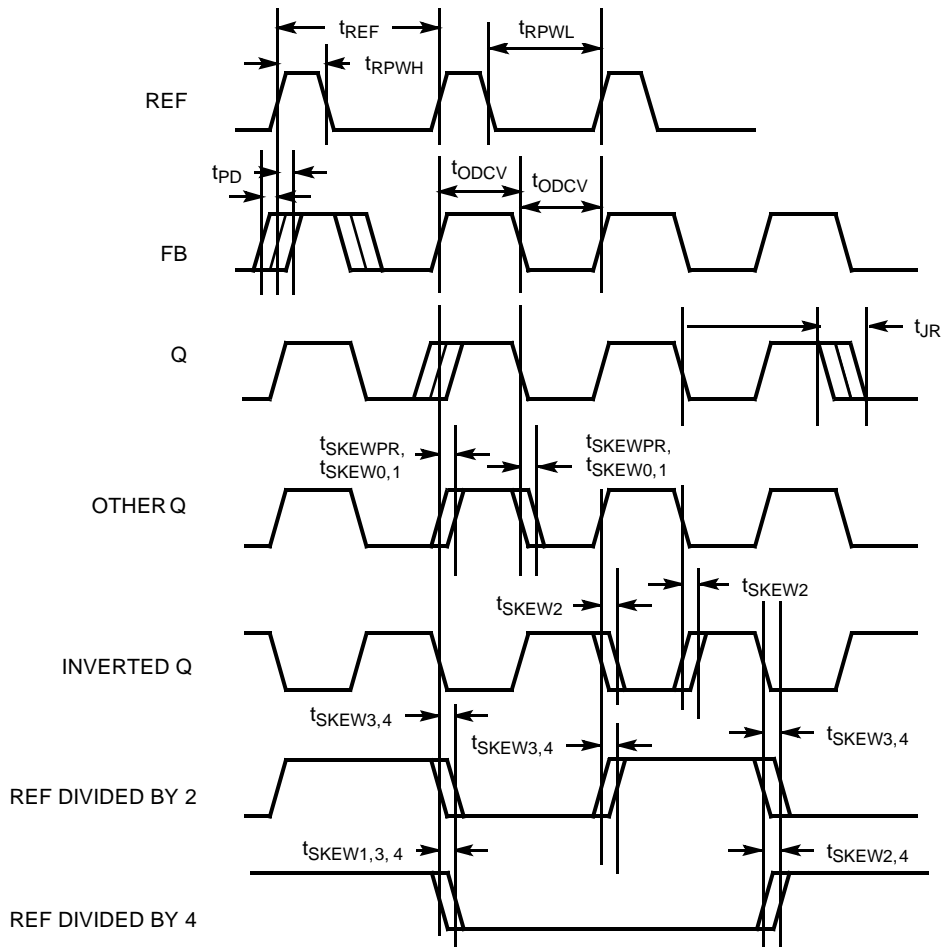 tREF
tRPWL
tRPWH
REF
tPD
tODCV
tODCV
FB
Q
tJR
tSKEWPR,
tSKEW0,1
tSKEWPR,
tSKEW0,1
OTHER Q
tSKEW2
tSKEW2
INVERTED Q
tSKEW3,4
tSKEW3,4
tSKEW3,4
REF DIVIDED BY 2
tSKEW1,3, 4
tSKEW2,4
REF DIVIDED BY 4